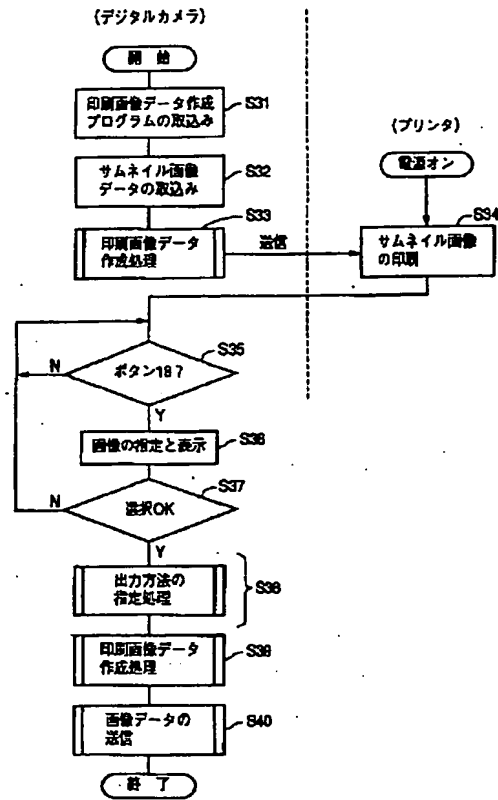 (デジタルカメラ)
開 始
印刷画像データ作成
プログラムの取込み
S31
サムネイル画像
データの取込み
S32
S33
印刷画像データ
作成処理
送信
(プリンタ)
電源オン
S34
サムネイル画像
の印刷
S35
ボタン18?
N
Y
画像の指定と表示
S36
S37
選択OK
N
Y
出力方法の
指定処理
S38
印刷画像データ
作成処理
S39
画像データの
送信
S40
終 了